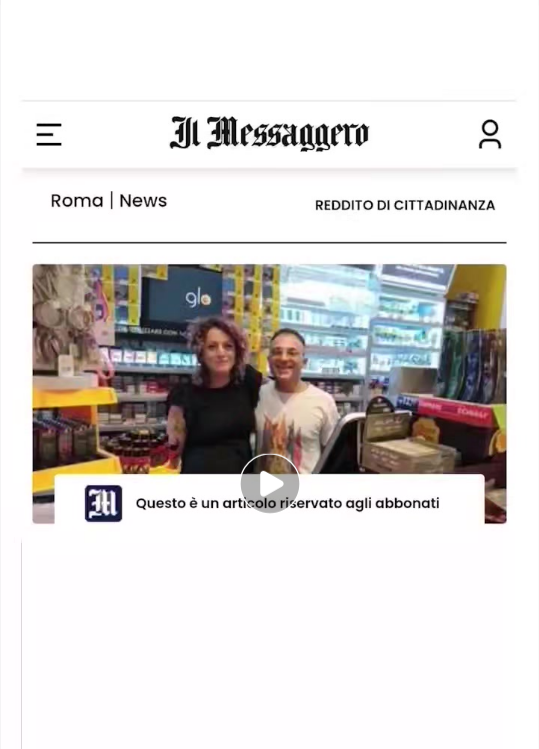 Il Messaggero
Roma | News
REDDITO DI CITTADINANZA
glo
Questo è un articolo riservato agli abbonati